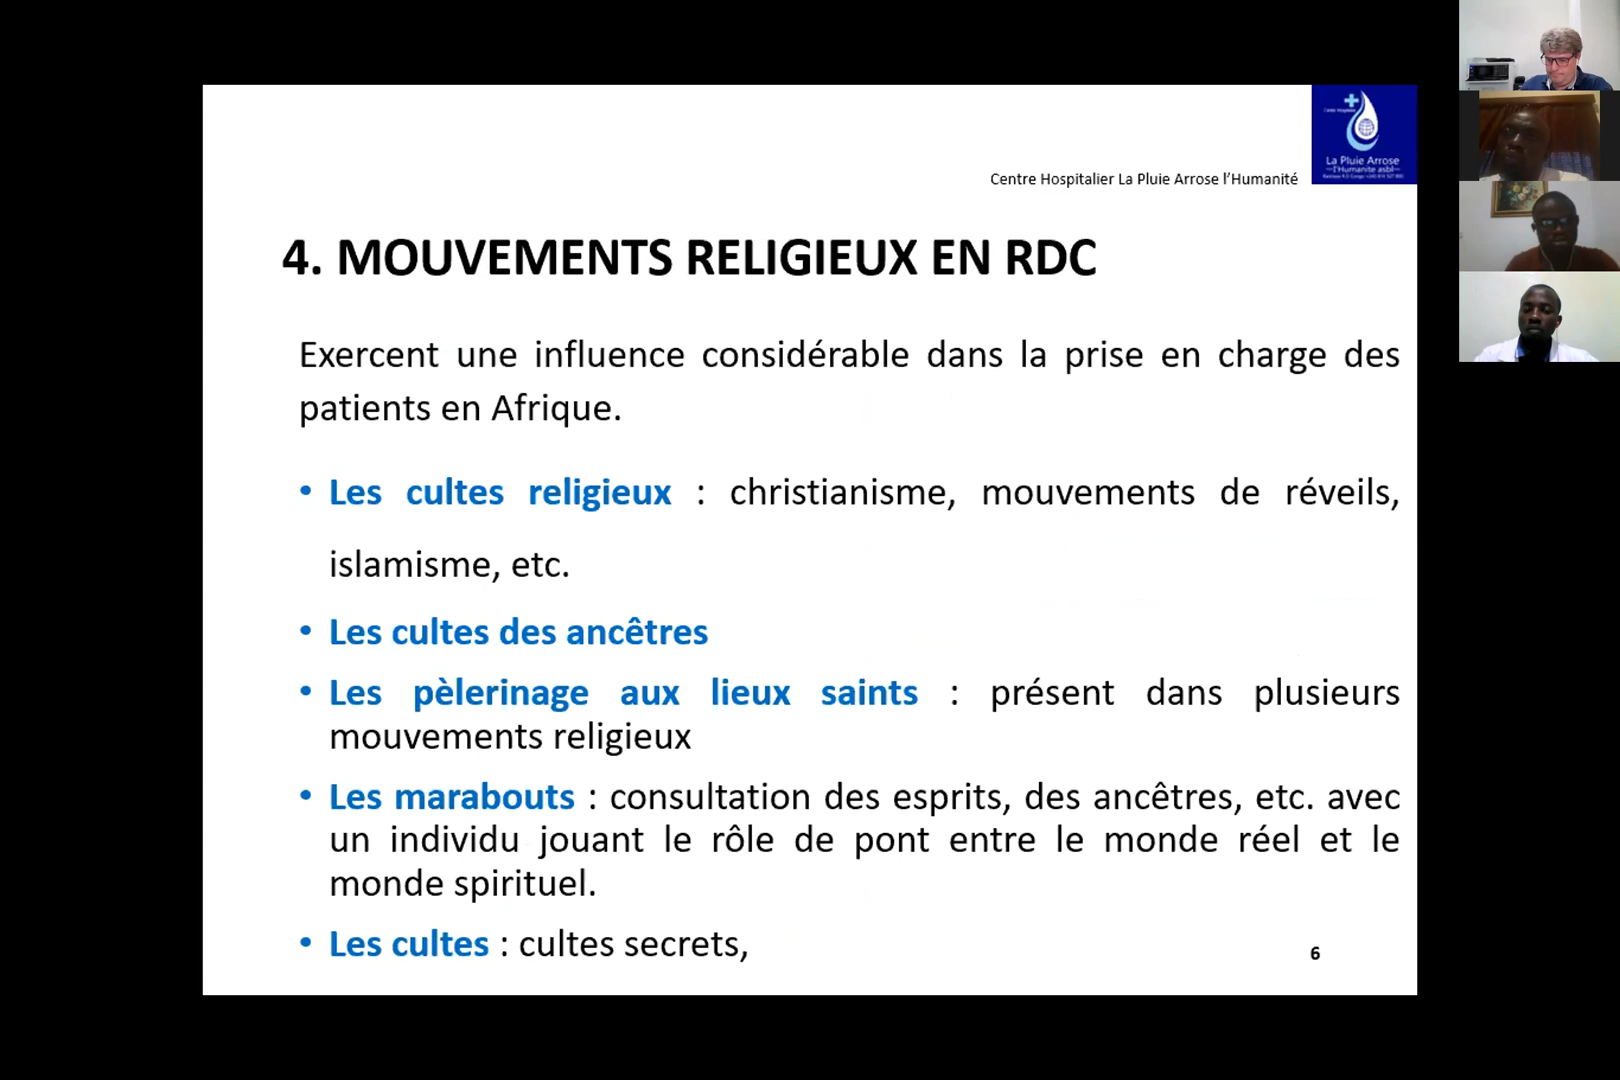 Centre Hospitalier La Pluie Arrose l’Humanité
La Pluie Arrose
l'Humanite asbl
4. MOUVEMENTS RELIGIEUX EN RDC
Exercent une influence considérable dans la prise en charge des
patients en Afrique.
• Les cultes religieux : christianisme, mouvements de réveils,
islamisme, etc.
• Les cultes des ancêtres
• Les pèlerinage aux lieux saints : présent dans plusieurs
mouvements religieux
• Les marabouts : consultation des esprits, des ancêtres, etc. avec
un individu jouant le rôle de pont entre le monde réel et le
monde spirituel.
• Les cultes : cultes secrets,
6